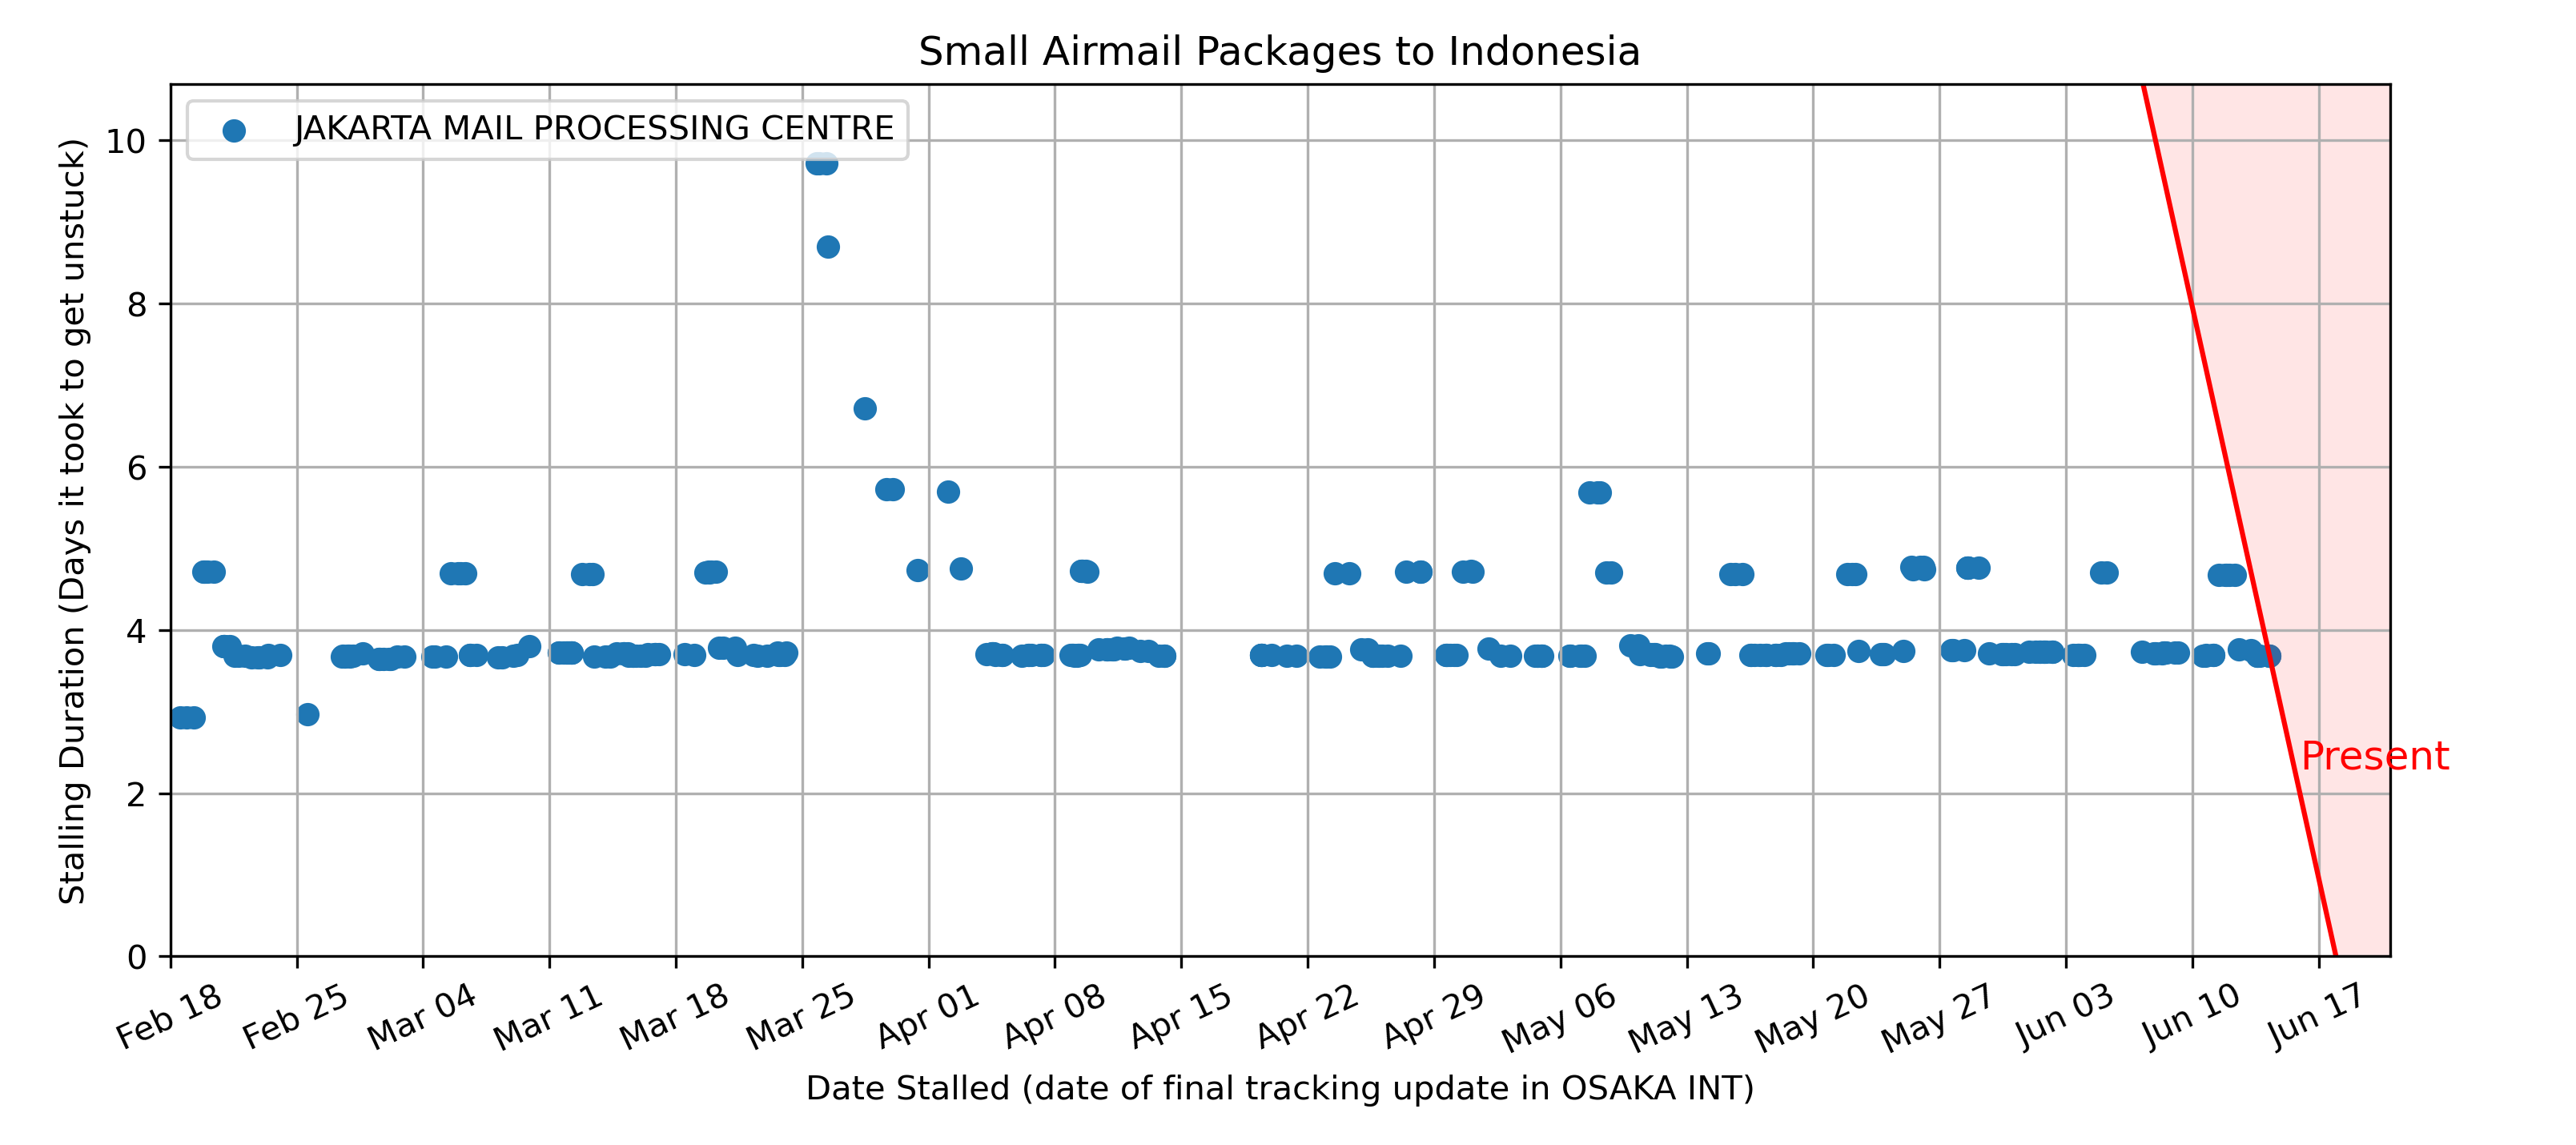 Small Airmail Packages to Indonesia
JAKARTA MAIL PROCESSING CENTRE
Stalling Duration (Days it took to get unstuck)
10
8
6
4
2
0
Present
Feb 18
Feb 25
Mar 04
Mar 11
Mar 18
Mar 25
Apr 01
Apr 08
Apr 15
Apr 22
Apr 29
May 06
May 13
May 20
May 27
Jun 03
Jun 10
Jun 17
Date Stalled (date of final tracking update in OSAKA INT)